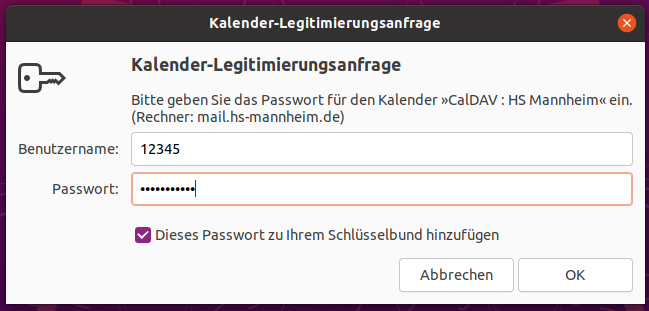 Kalender-Legitimierungsanfrage
Kalender-Legitimierungsanfrage
Bitte geben Sie das Passwort für den Kalender »CalDAV : HS Mannheim« ein.
(Rechner: mail.hs-mannheim.de)
Benutzername: 12345
Passwort: •••••••••••
Dieses Passwort zu Ihrem Schlüsselbund hinzufügen
Abbrechen OK